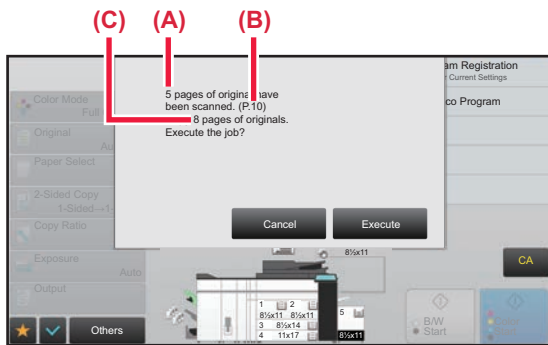 (C) (A) (B)
am Registration
Current Settings
co Program
5 pages of original have
been scanned. (P.10)
8 pages of originals.
Execute the job?
Color Mode
Full
Original
Au
Paper Select
2-Sided Copy
1-Sided→1
Copy Ratio
Exposure
Auto
Output
Others
Cancel
Execute
8½x11
CA
1 2
8½x11 8½x11
3 8½x14
4 11x17
5
8½x11
B/W
Start
Start